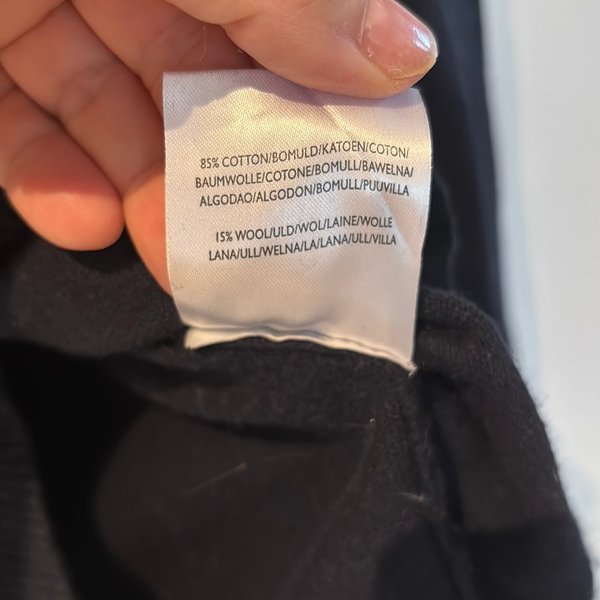 85% COTTON/BOMULD/KATOEN/COTON/
BAUMWOLLE/COTONE/BOMULL/BAWELNA/
ALGODAO/ALGODON/BOMULL/PUUVILLA
15% WOOL/ULD/WOL/LAINE/WOLLE
LANA/ULL/WELNA/LA/LANA/ULL/VILLA